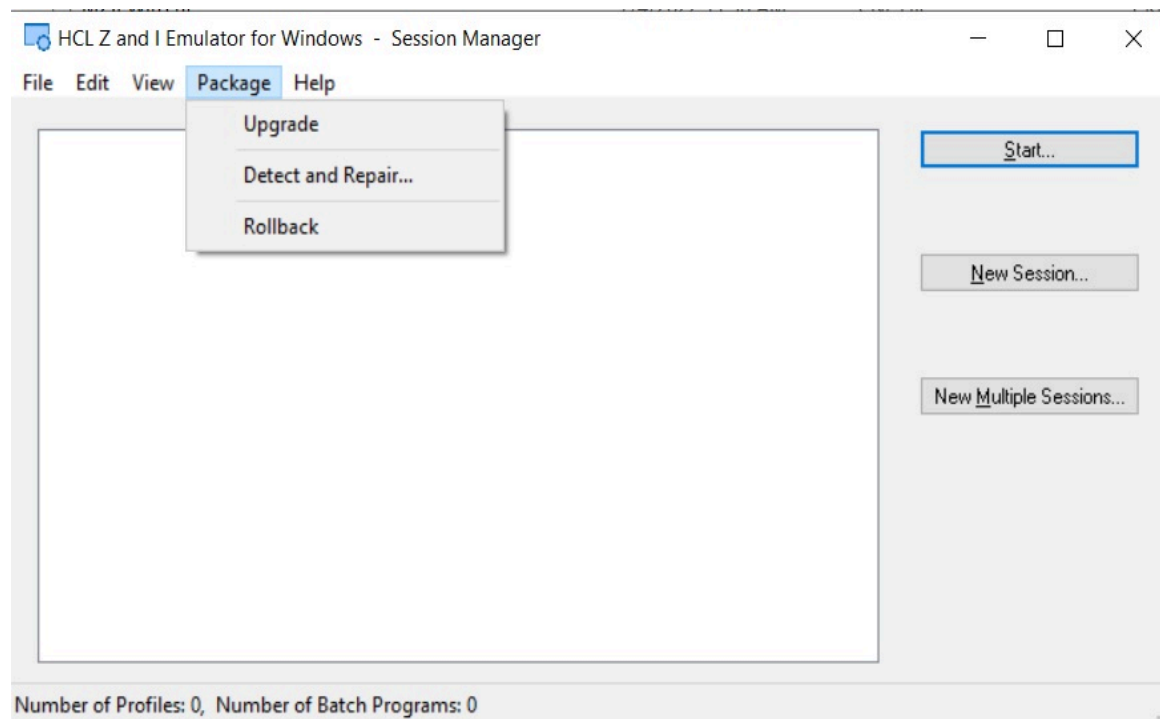 HCL Z and I Emulator for Windows - Session Manager
File Edit View Package Help
Upgrade
Detect and Repair...
Rollback
Start...
New Session...
New Multiple Sessions...
Number of Profiles: 0, Number of Batch Programs: 0